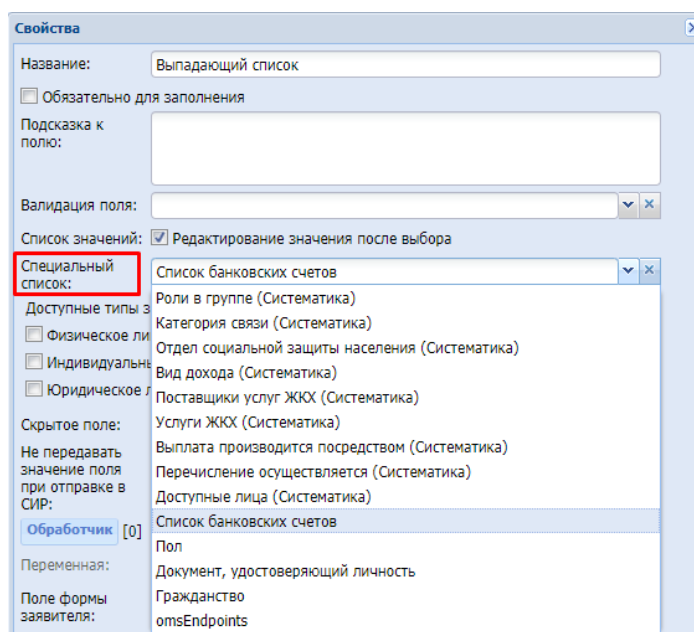 Свойства
Название: Выпадающий список
Обязательно для заполнения
Подсказка к
полю:
Валидация поля:
Список значений: Редактирование значения после выбора
Специальный
список:
Список банковских счетов
Роли в группе (Систематика)
Доступные типы з
Категория связи (Систематика)
Физическое ли
Отдел социальной защиты населения (Систематика)
Индивидуальнь
Вид дохода (Систематика)
Юридическое л
Поставщики услуг ЖКХ (Систематика)
Скрытое поле:
Услуги ЖКХ (Систематика)
Не передавать
значение поля
при отправке в
СИР:
Выплата производится посредством (Систематика)
Перечисление осуществляется (Систематика)
Доступные лица (Систематика)
Обработчик [0]
Список банковских счетов
Пол
Переменная:
Документ, удостоверяющий личность
Поле формы
заявителя:
Гражданство
omsEndpoints